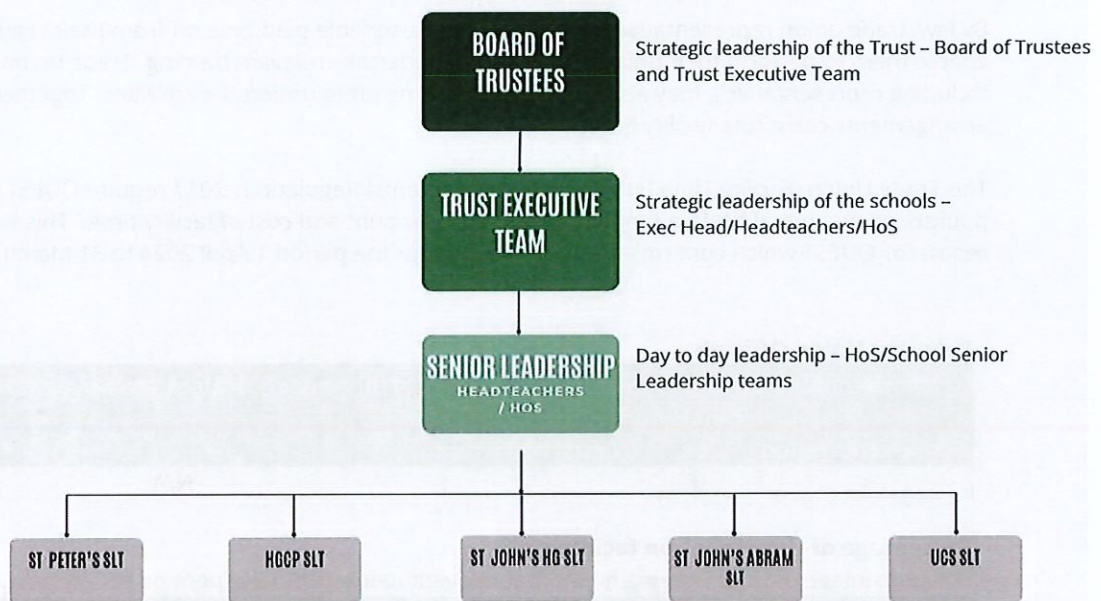 BOARD OF
TRUSTEES
Strategic leadership of the Trust – Board of Trustees
and Trust Executive Team
TRUST EXECUTIVE
TEAM
Strategic leadership of the schools –
Exec Head/Headteachers/HoS
SENIOR LEADERSHIP
HEADTEACHERS
/ HOS
Day to day leadership – HoS/School Senior
Leadership teams
ST PETER'S SLT
HGCP SLT
ST JOHN'S HG SLT
ST JOHN'S ABRAM
SLT
UCS SLT